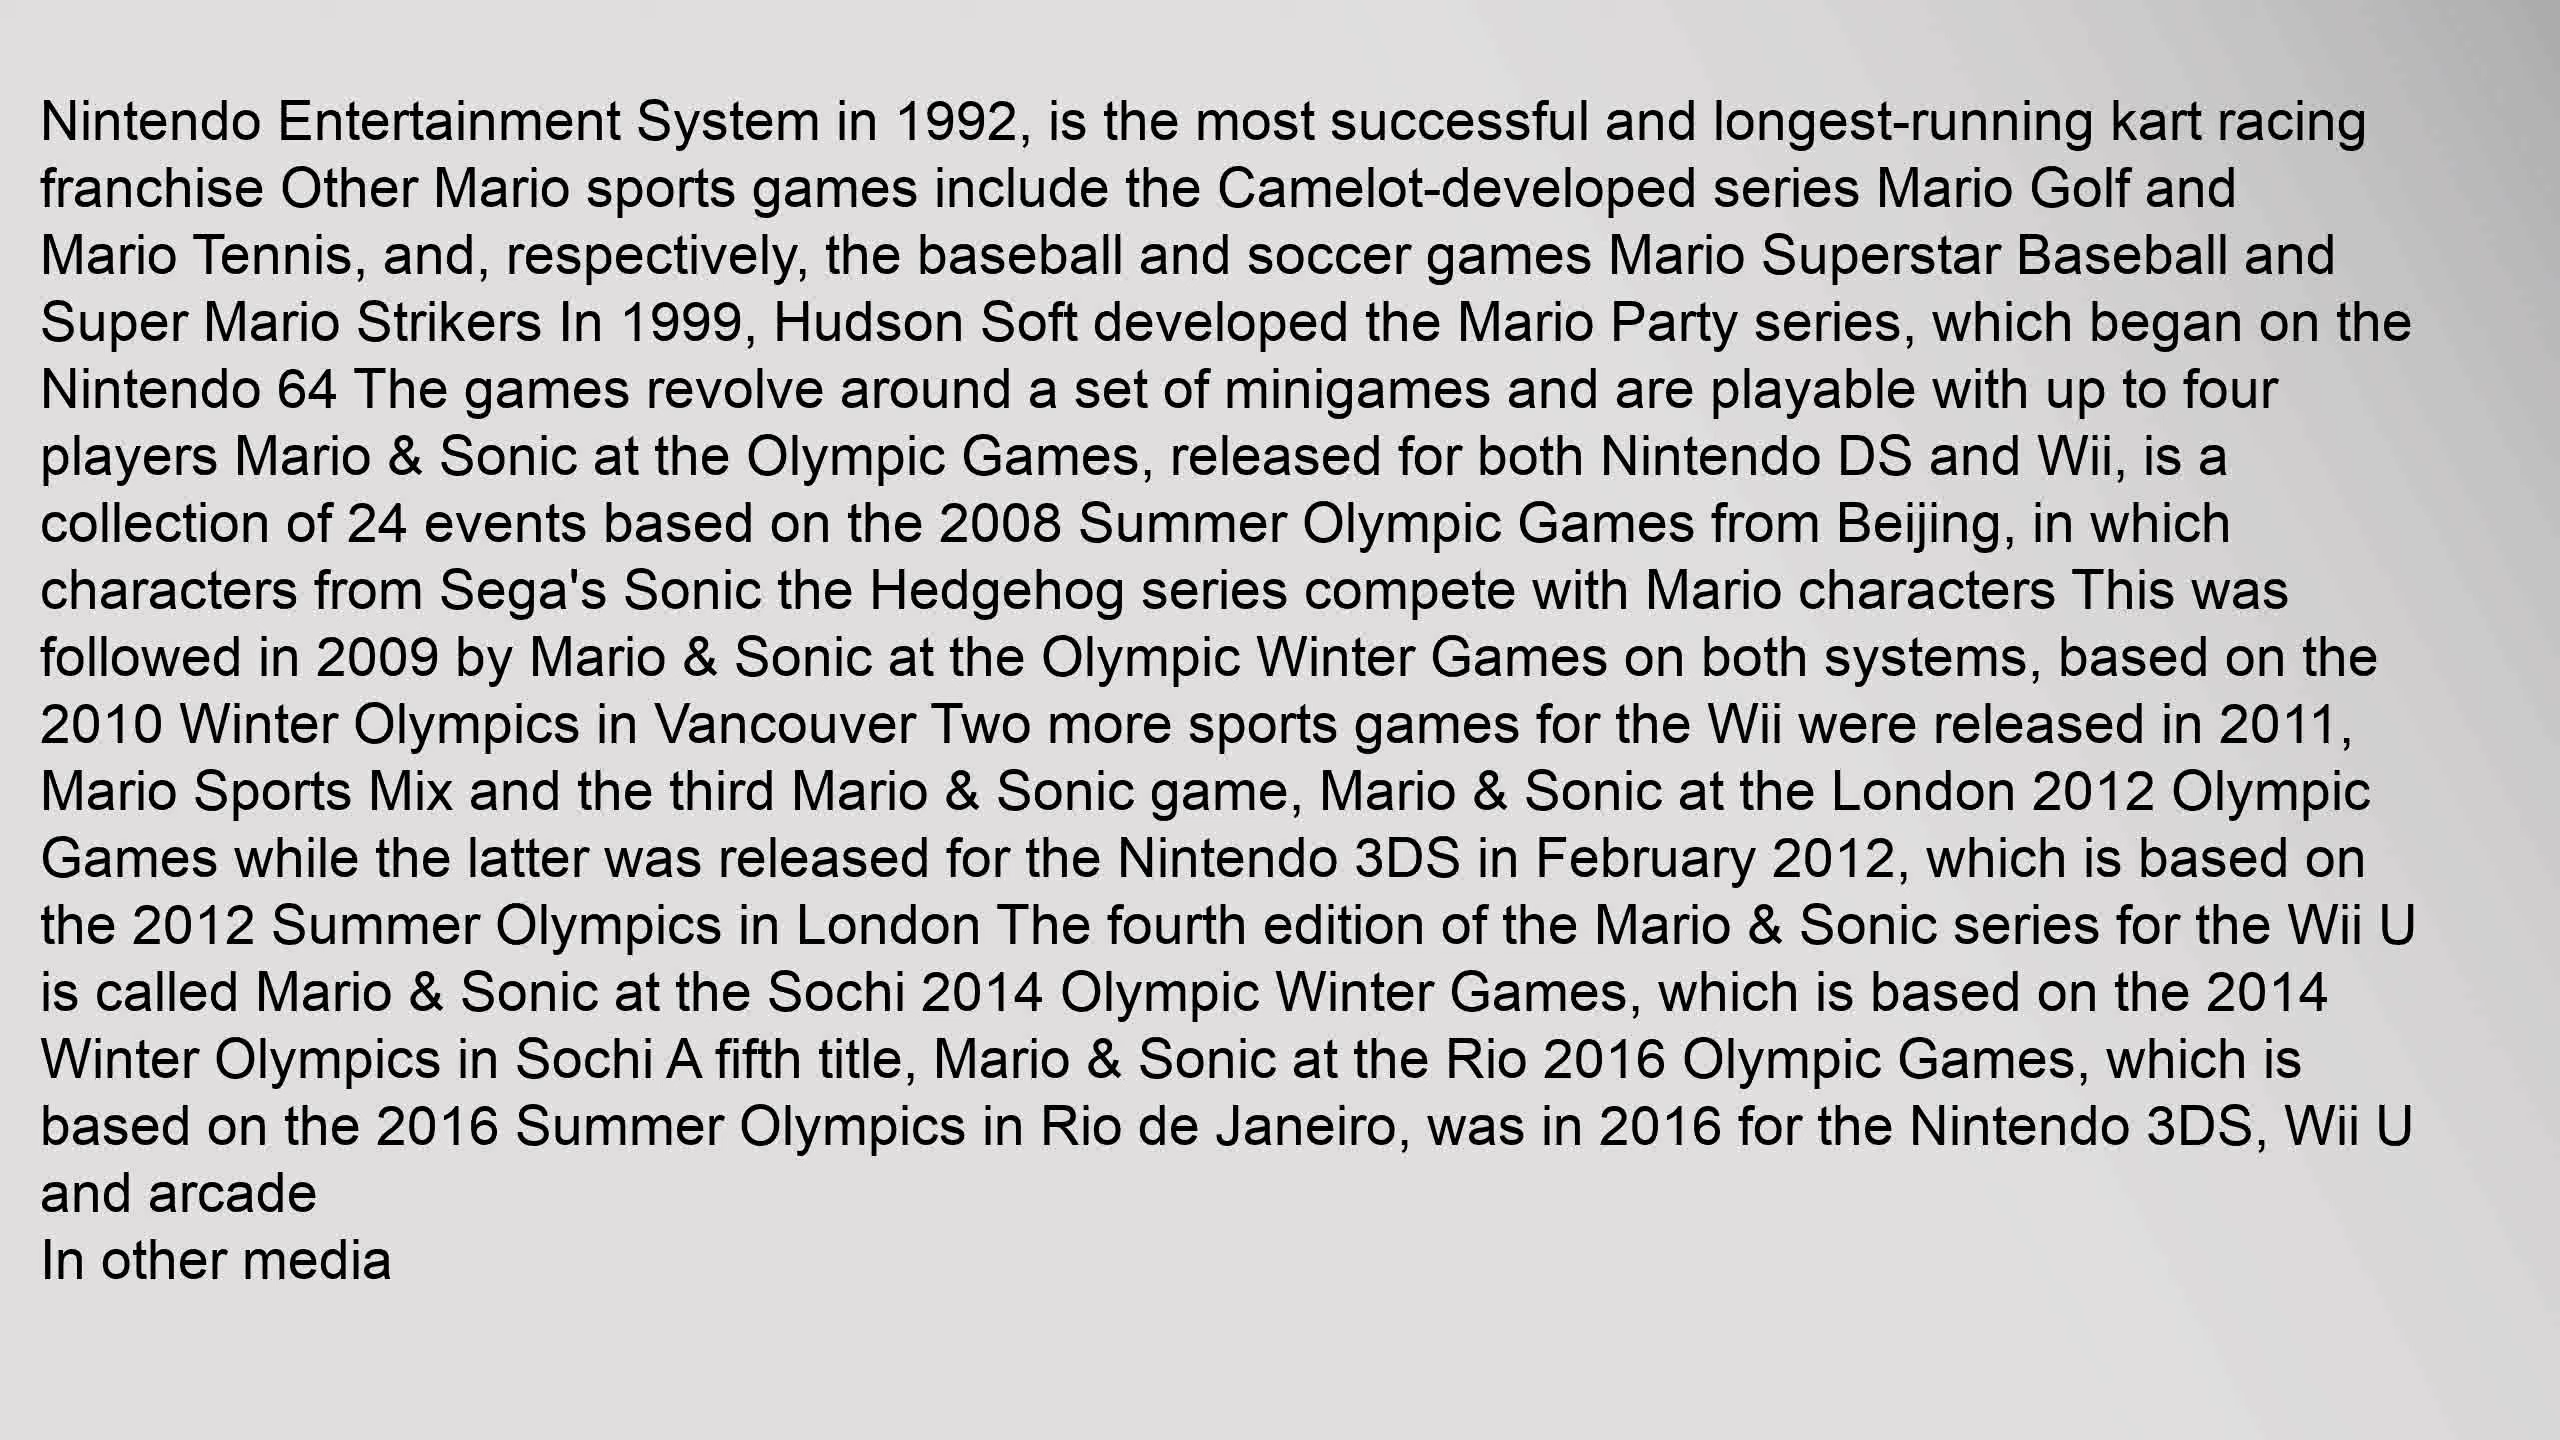 Nintendo Entertainment System in 1992, is the most successful and longest-running kart racing
franchise Other Mario sports games include the Camelot-developed series Mario Golf and
Mario Tennis, and, respectively, the baseball and soccer games Mario Superstar Baseball and
Super Mario Strikers In 1999, Hudson Soft developed the Mario Party series, which began on the
Nintendo 64 The games revolve around a set of minigames and are playable with up to four
players Mario & Sonic at the Olympic Games, released for both Nintendo DS and Wii, is a
collection of 24 events based on the 2008 Summer Olympic Games from Beijing, in which
characters from Sega's Sonic the Hedgehog series compete with Mario characters This was
followed in 2009 by Mario & Sonic at the Olympic Winter Games on both systems, based on the
2010 Winter Olympics in Vancouver Two more sports games for the Wii were released in 2011,
Mario Sports Mix and the third Mario & Sonic game, Mario & Sonic at the London 2012 Olympic
Games while the latter was released for the Nintendo 3DS in February 2012, which is based on
the 2012 Summer Olympics in London The fourth edition of the Mario & Sonic series for the Wii U
is called Mario & Sonic at the Sochi 2014 Olympic Winter Games, which is based on the 2014
Winter Olympics in Sochi A fifth title, Mario & Sonic at the Rio 2016 Olympic Games, which is
based on the 2016 Summer Olympics in Rio de Janeiro, was in 2016 for the Nintendo 3DS, Wii U
and arcade
In other media